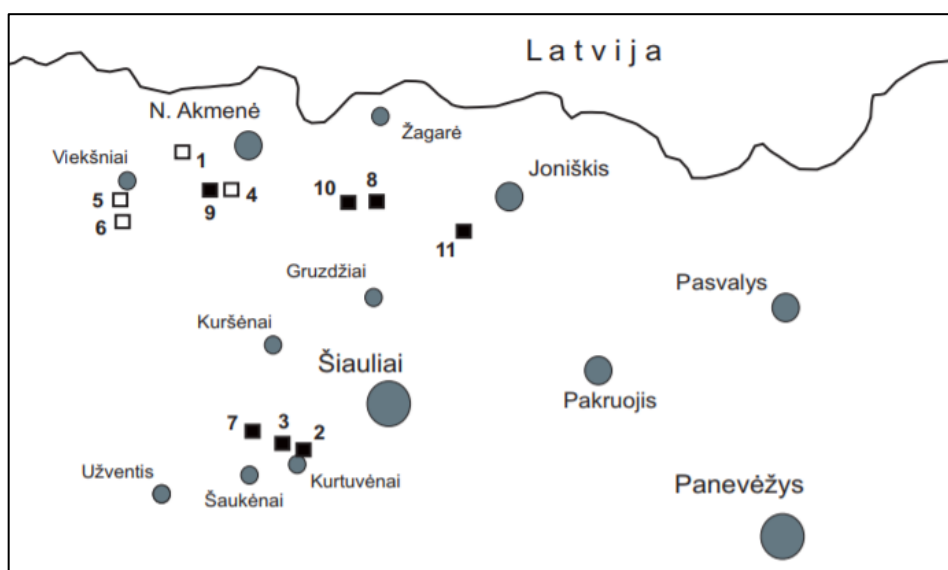 Latvija
N. Akmenė
Žagarė
Viekšniai
1
Joniškis
5
9
4
10
8
6
11
Gruzdžiai
Pasvalys
Kuršėnai
Šiauliai
Pakruojis
7
3
2
Užventis
Šaukėnai
Kurtuvėnai
Panevėžys